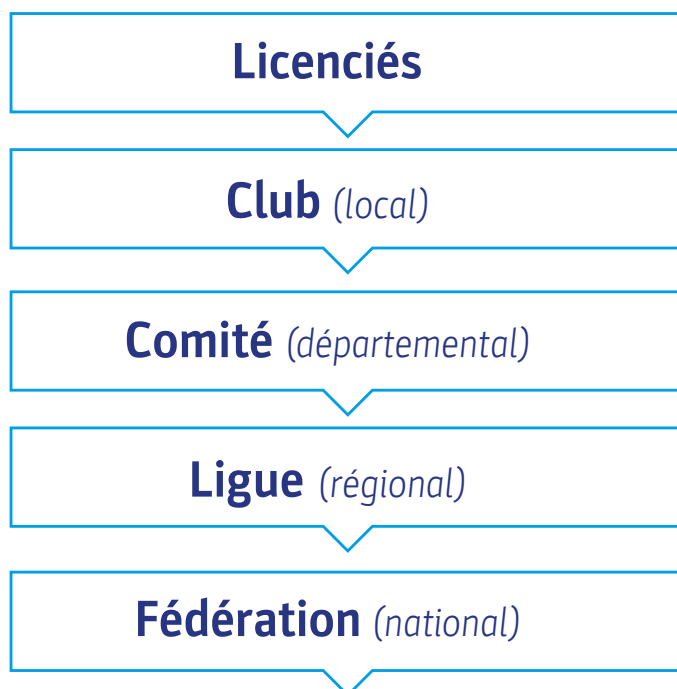 Licenciés
Club (local)
Comité (départemental)
Ligue (régional)
Fédération (national)